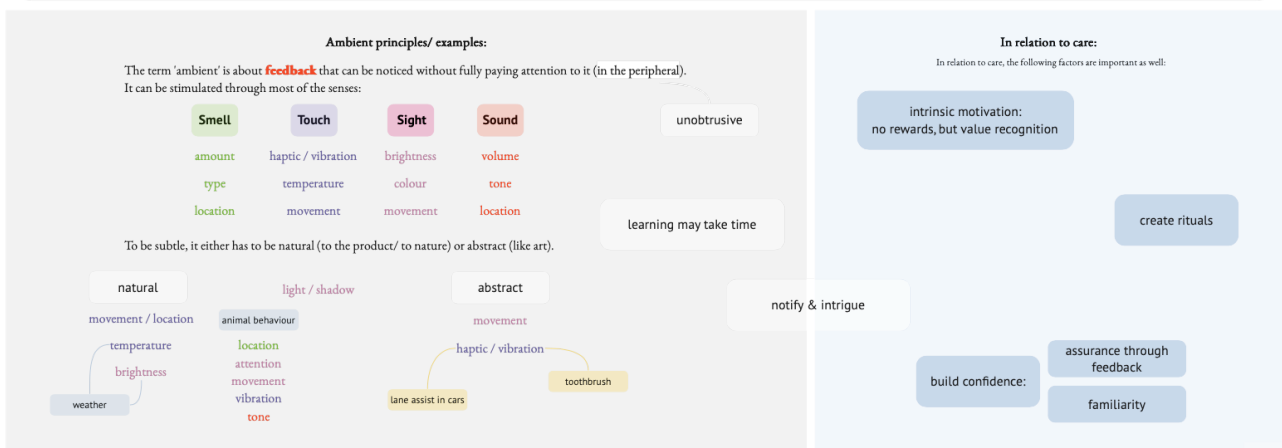 Ambient principles/ examples:
The term 'ambient' is about feedback that can be noticed without fully paying attention to it (in the peripheral).
It can be stimulated through most of the senses:
Smell Touch Sight Sound
amount haptic / vibration brightness volume
type temperature colour tone
location movement movement location
unobtrusive
learning may take time
To be subtle, it either has to be natural (to the product/ to nature) or abstract (like art).
natural
light / shadow
abstract
movement / location
temperature
brightness
weather
animal behaviour
location
attention
movement
vibration
tone
movement
haptic / vibration
lane assist in cars
toothbrush
notify & intrigue
In relation to care:
In relation to care, the following factors are important as well:
intrinsic motivation:
no rewards, but value recognition
create rituals
build confidence:
assurance through
feedback
familiarity